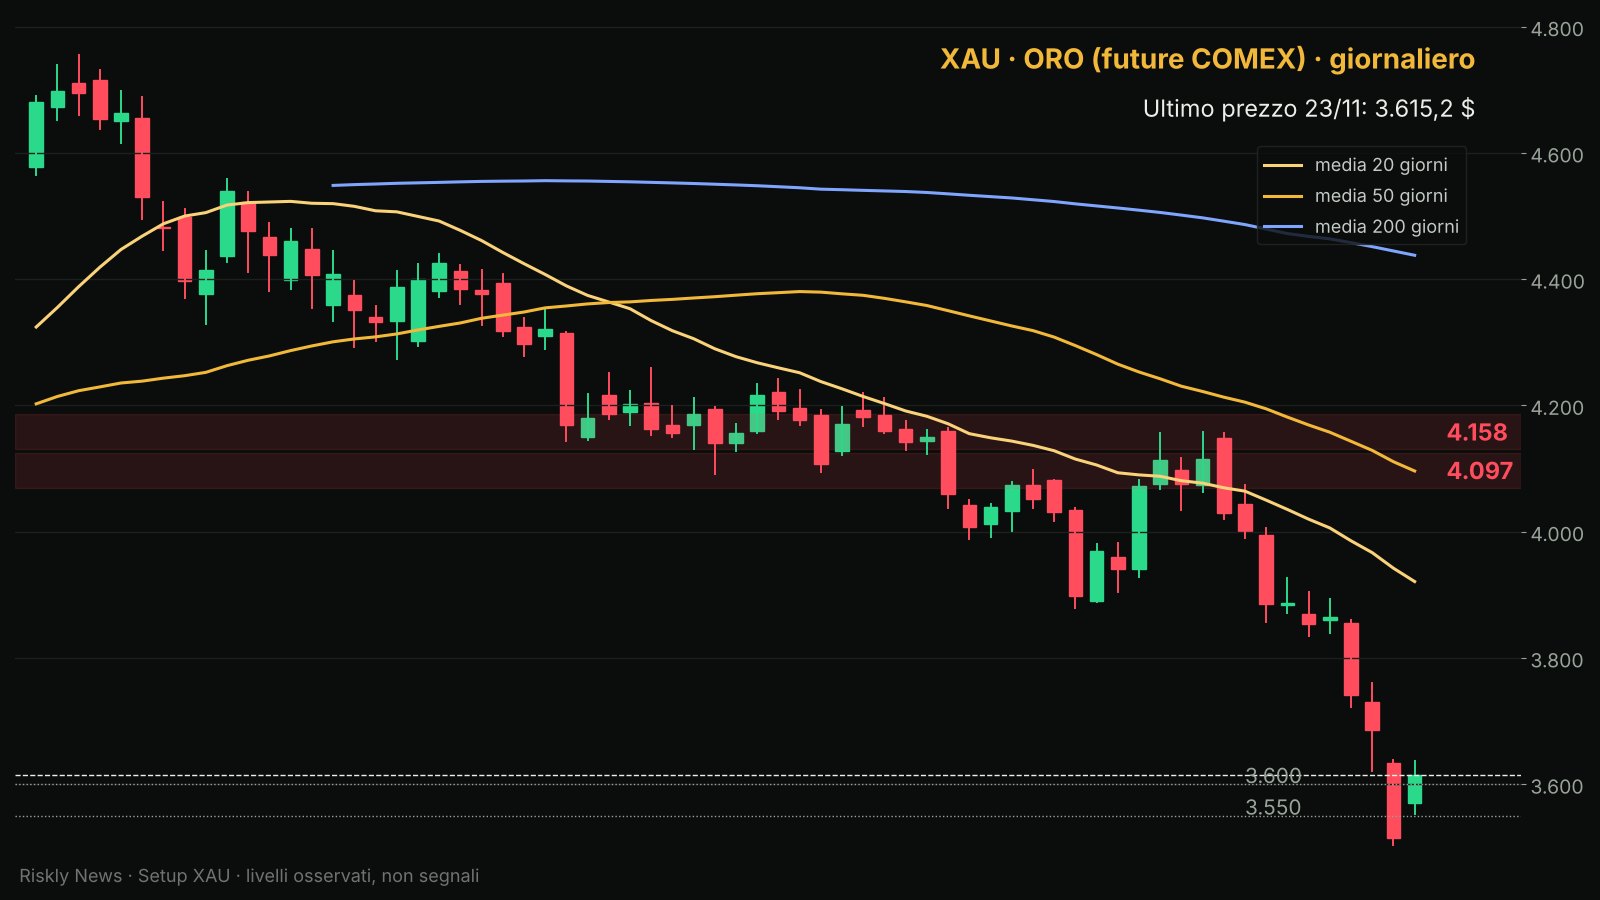 4.800
XAU · ORO (future COMEX) · giornaliero
Ultimo prezzo 23/11: 3.615,2 $
4.600
media 20 giorni
media 50 giorni
media 200 giorni
4.400
4.200
4.158
4.097
4.000
3.800
3.600
3.600
3.550
Riskly News · Setup XAU · livelli osservati, non segnali